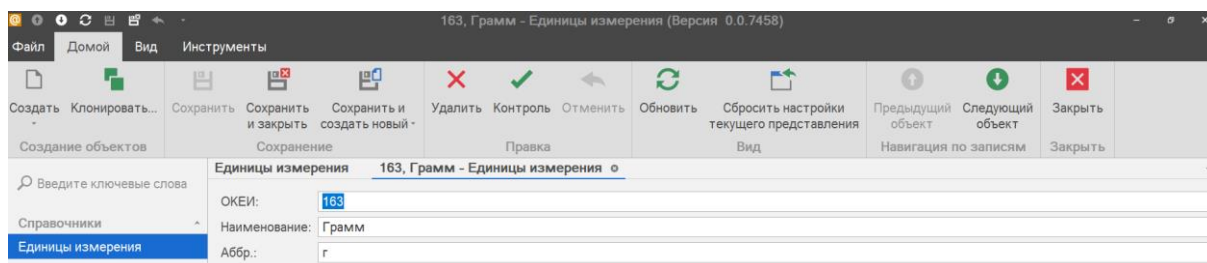 163, Грамм - Единицы измерения (Версия 0.0.7458)
Файл Домой Вид Инструменты
Создать Клонировать... Сохранить Сохранить и закрыть Сохранить и создать новый Удалить Контроль Отменить Обновить Сбросить настройки текущего представления Предыдущий объект Следующий объект Закрыть
Создание объектов Сохранение Правка Вид Навигация по записям Закрыть
Единицы измерения 163, Грамм - Единицы измерения
Введите ключевые слова
ОКЕИ: 163
Справочники
Наименование: Грамм
Единицы измерения
Аббр.: г